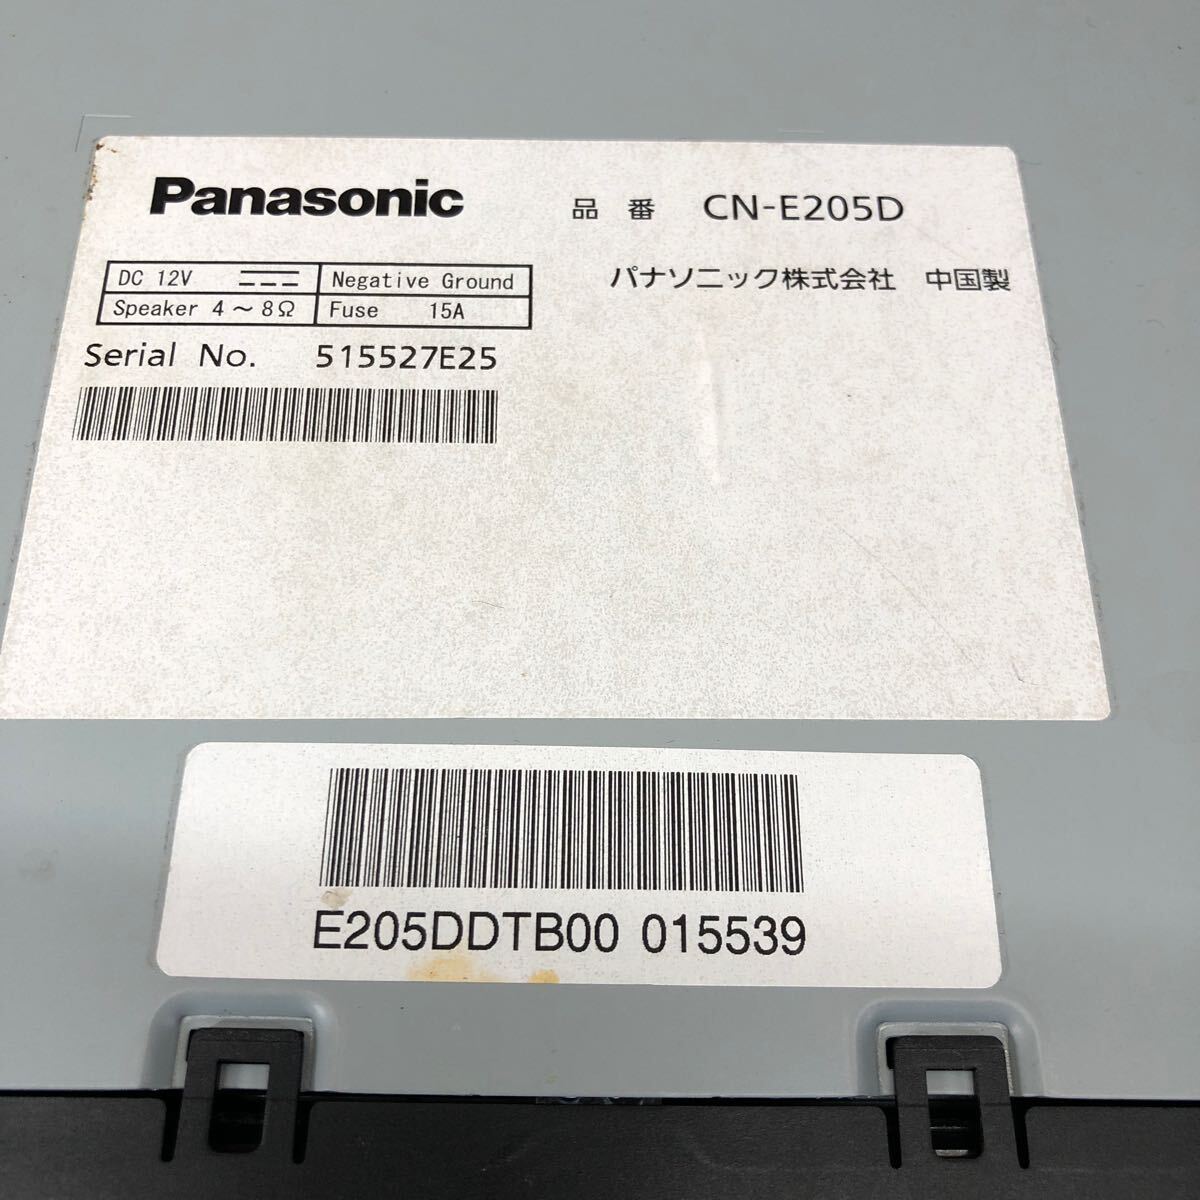 Panasonic 品番 CN-E205D
DC 12V Negative Ground
Speaker 4～8Ω Fuse 15A
パナソニック株式会社 中国製
Serial No. 515527E25
E205DDTB00 015539